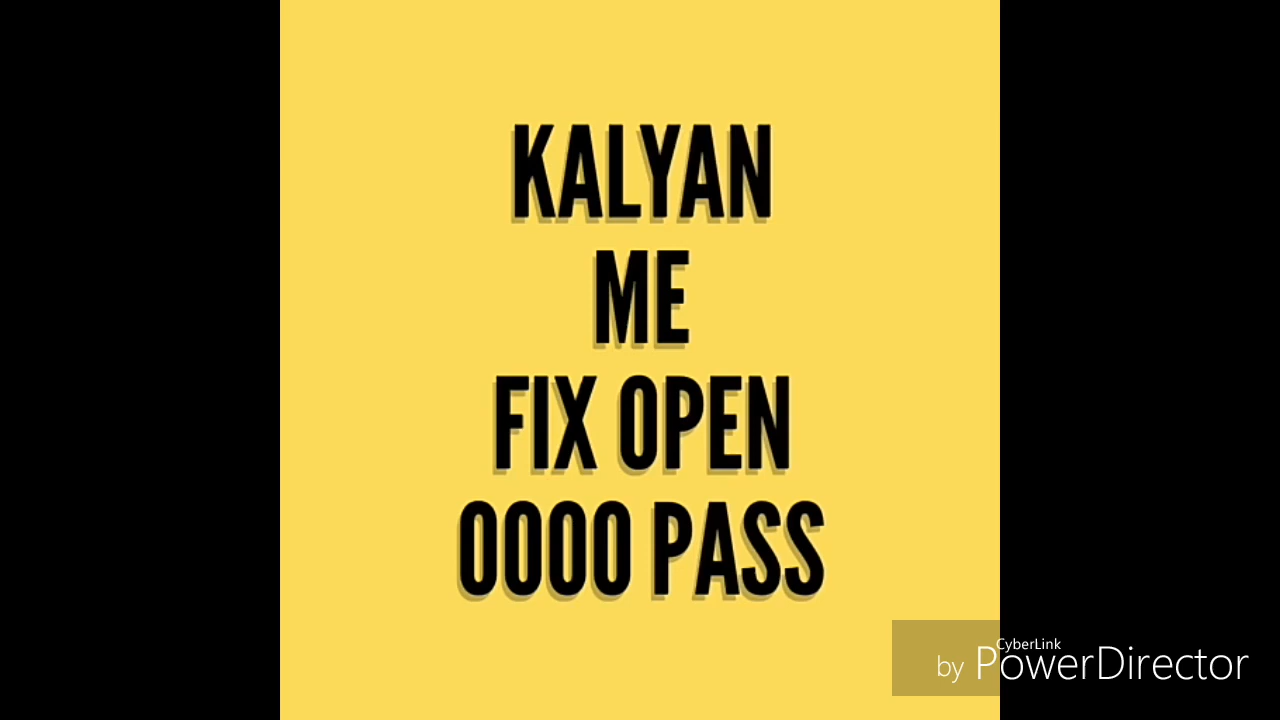 KALYAN
ME
FIX OPEN
0000 PASS
CyberLink
by PowerDirector